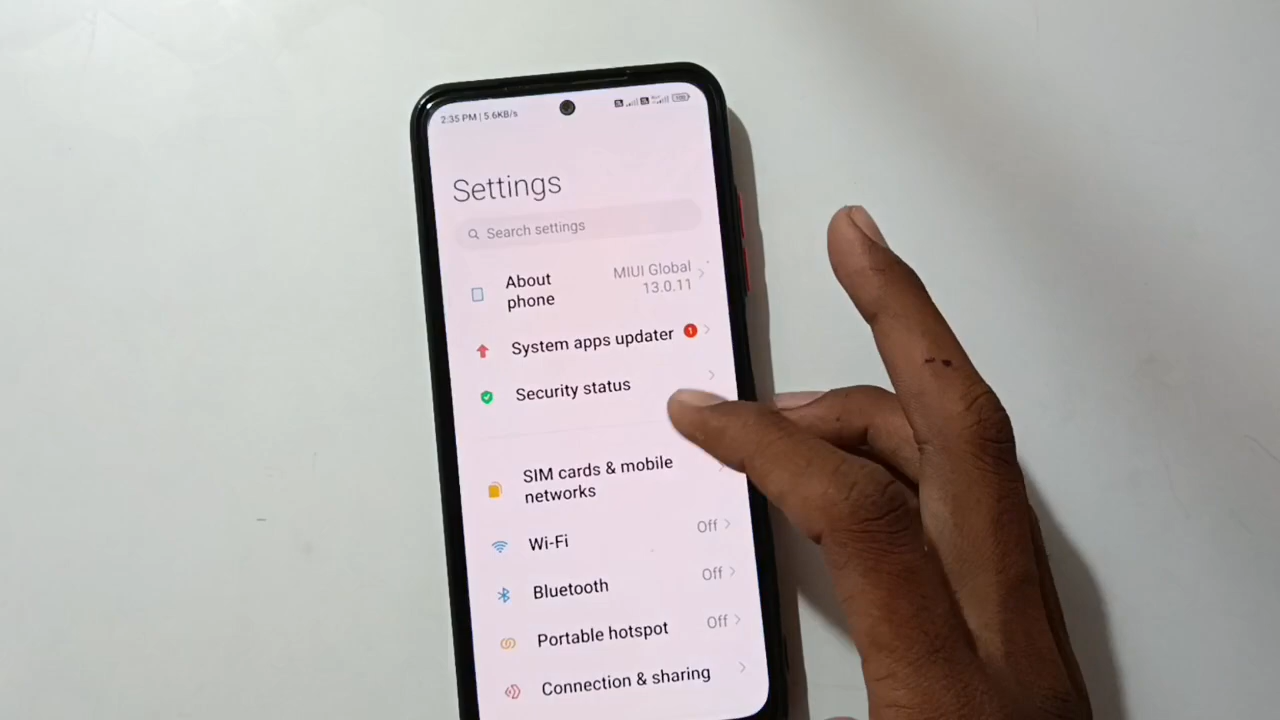 2:35 PM | 5.6KB/s
100
Settings
Search settings
About phone
MIUI Global 13.0.11
System apps updater
1
Security status
SIM cards & mobile networks
Wi-Fi
Off
Bluetooth
Off
Portable hotspot
Off
Connection & sharing